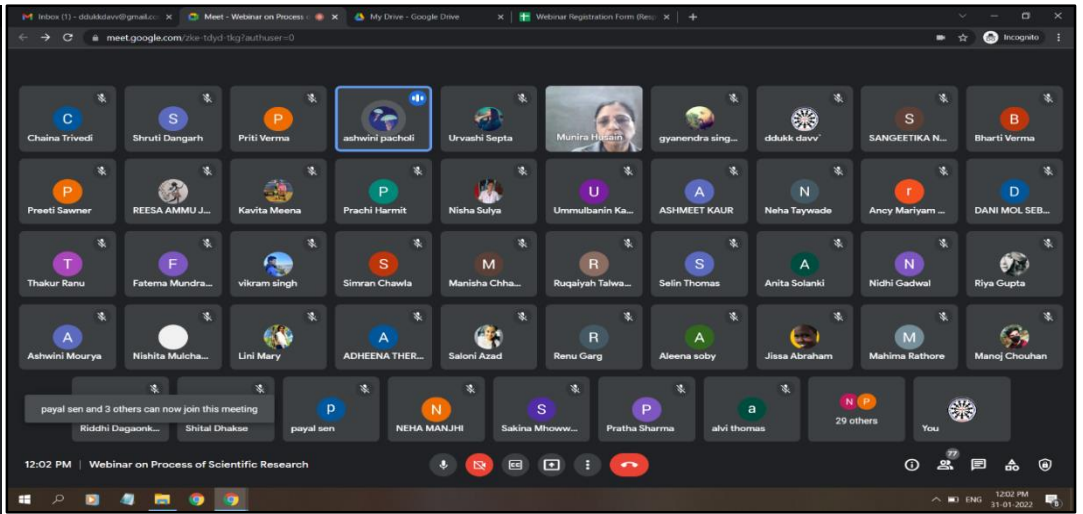 Inbox (1) - ddukkdavv@gmail.co
Meet - Webinar on Process
My Drive - Google Drive
Webinar Registration Form (Resp
meet.google.com/zke-tdyd-tkg?authuser=0
Incognito
C S P S B
Chaina Trivedi Shruti Dangarh Priti Verma ashwini pacholi Urvashi Septa Munira Husain gyanendra sing... ddukk davv` SANGEETIKA N... Bharti Verma
P P U A N r D
Preeti Sawner REESA AMMU J... Kavita Meena Prachi Harmit Nisha Sulya Ummulbanin Ka... ASHMEET KAUR Neha Taywade Ancy Mariyam ... DANI MOL SEB...
T F S M R S A N
Thakur Ranu Fatema Mundra... vikram singh Simran Chawla Manisha Chha... Ruqaiyah Talwa... Selin Thomas Anita Solanki Nidhi Gadwal Riya Gupta
A A R A M
Ashwini Mourya Nishita Mulcha... Lini Mary ADHEENA THER... Saloni Azad Renu Garg Aleena soby Jissa Abraham Mahima Rathore Manoj Chouhan
payal sen and 3 others can now join this meeting
P N S P a N P
Riddhi Dagaonk... Shital Dhakse payal sen NEHA MANJHI Sakina Mhoww... Pratha Sharma alvi thomas 29 others You
12:02 PM | Webinar on Process of Scientific Research
CC
77
ENG
12:02 PM
31-01-2022